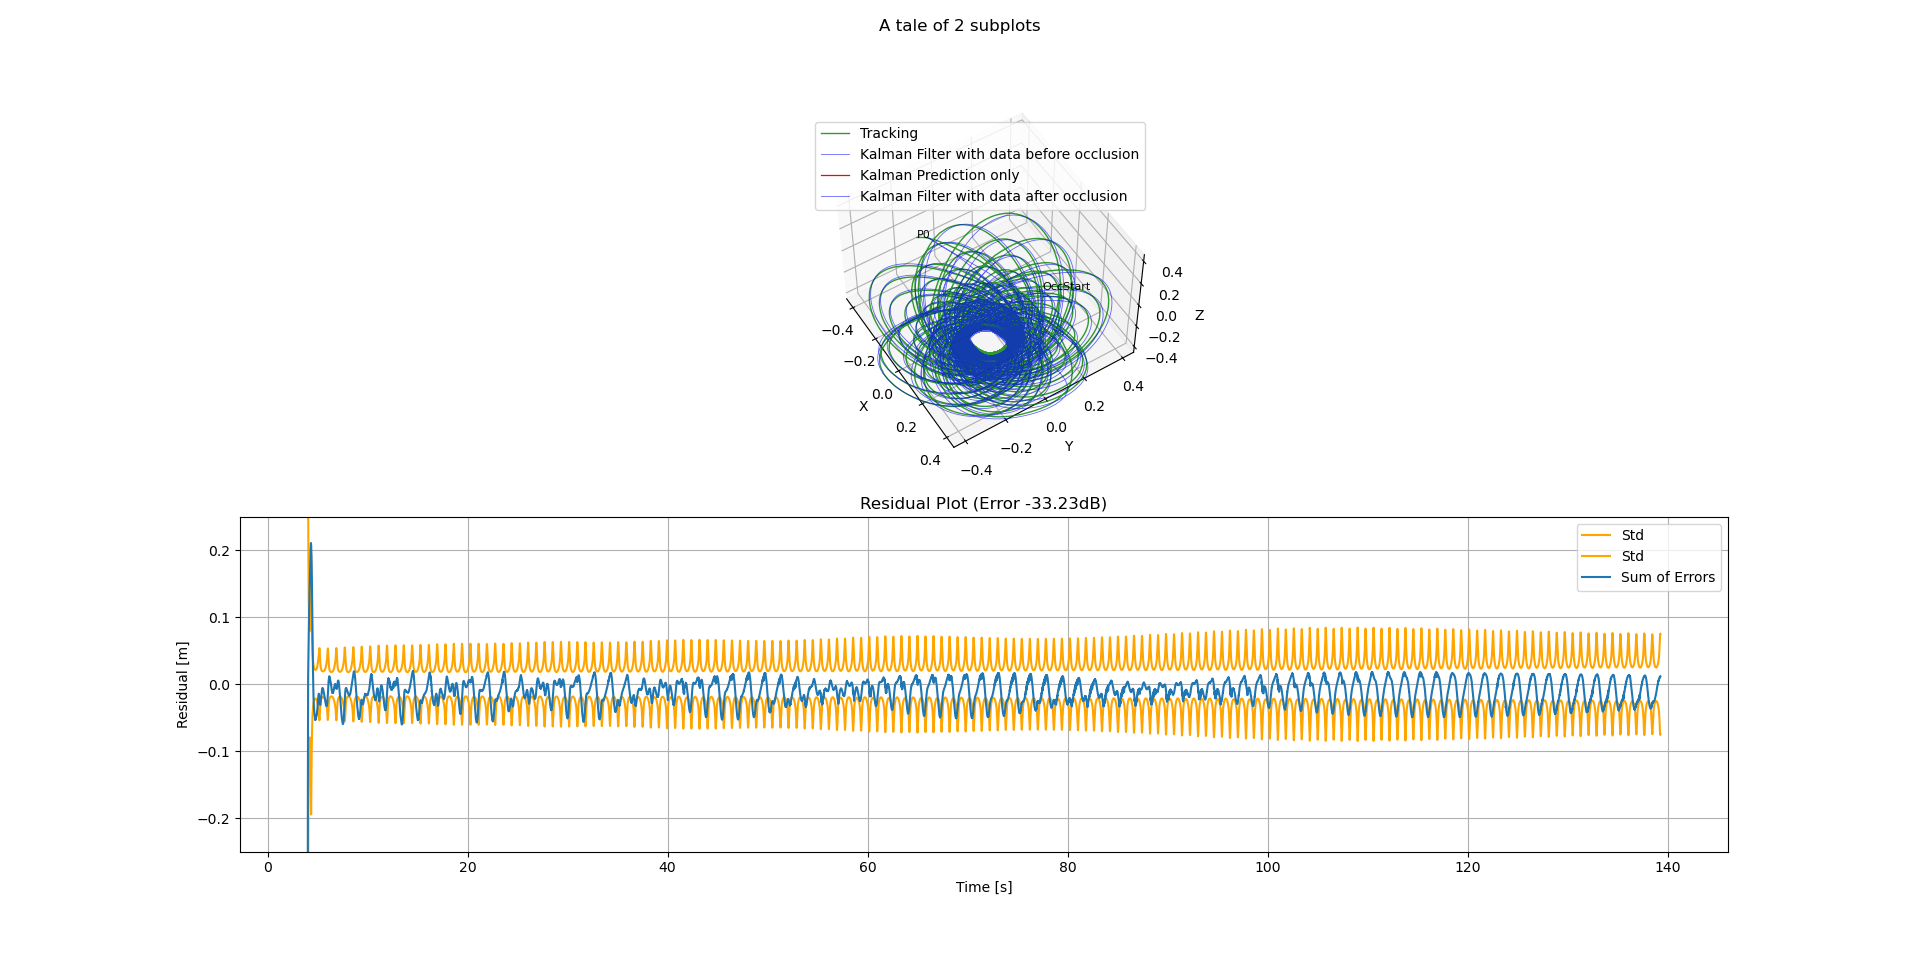 A tale of 2 subplots
Tracking
Kalman Filter with data before occlusion
Kalman Prediction only
Kalman Filter with data after occlusion
P0
OccStart
0.4
0.2
0.0
−0.2
−0.4
Z
−0.4
−0.2
0.0
0.2
0.4
X
−0.4
−0.2
0.0
0.2
0.4
Y
Residual Plot (Error -33.23dB)
Std
Std
Sum of Errors
0.2
0.1
0.0
−0.1
−0.2
Residual [m]
0
20
40
60
80
100
120
140
Time [s]